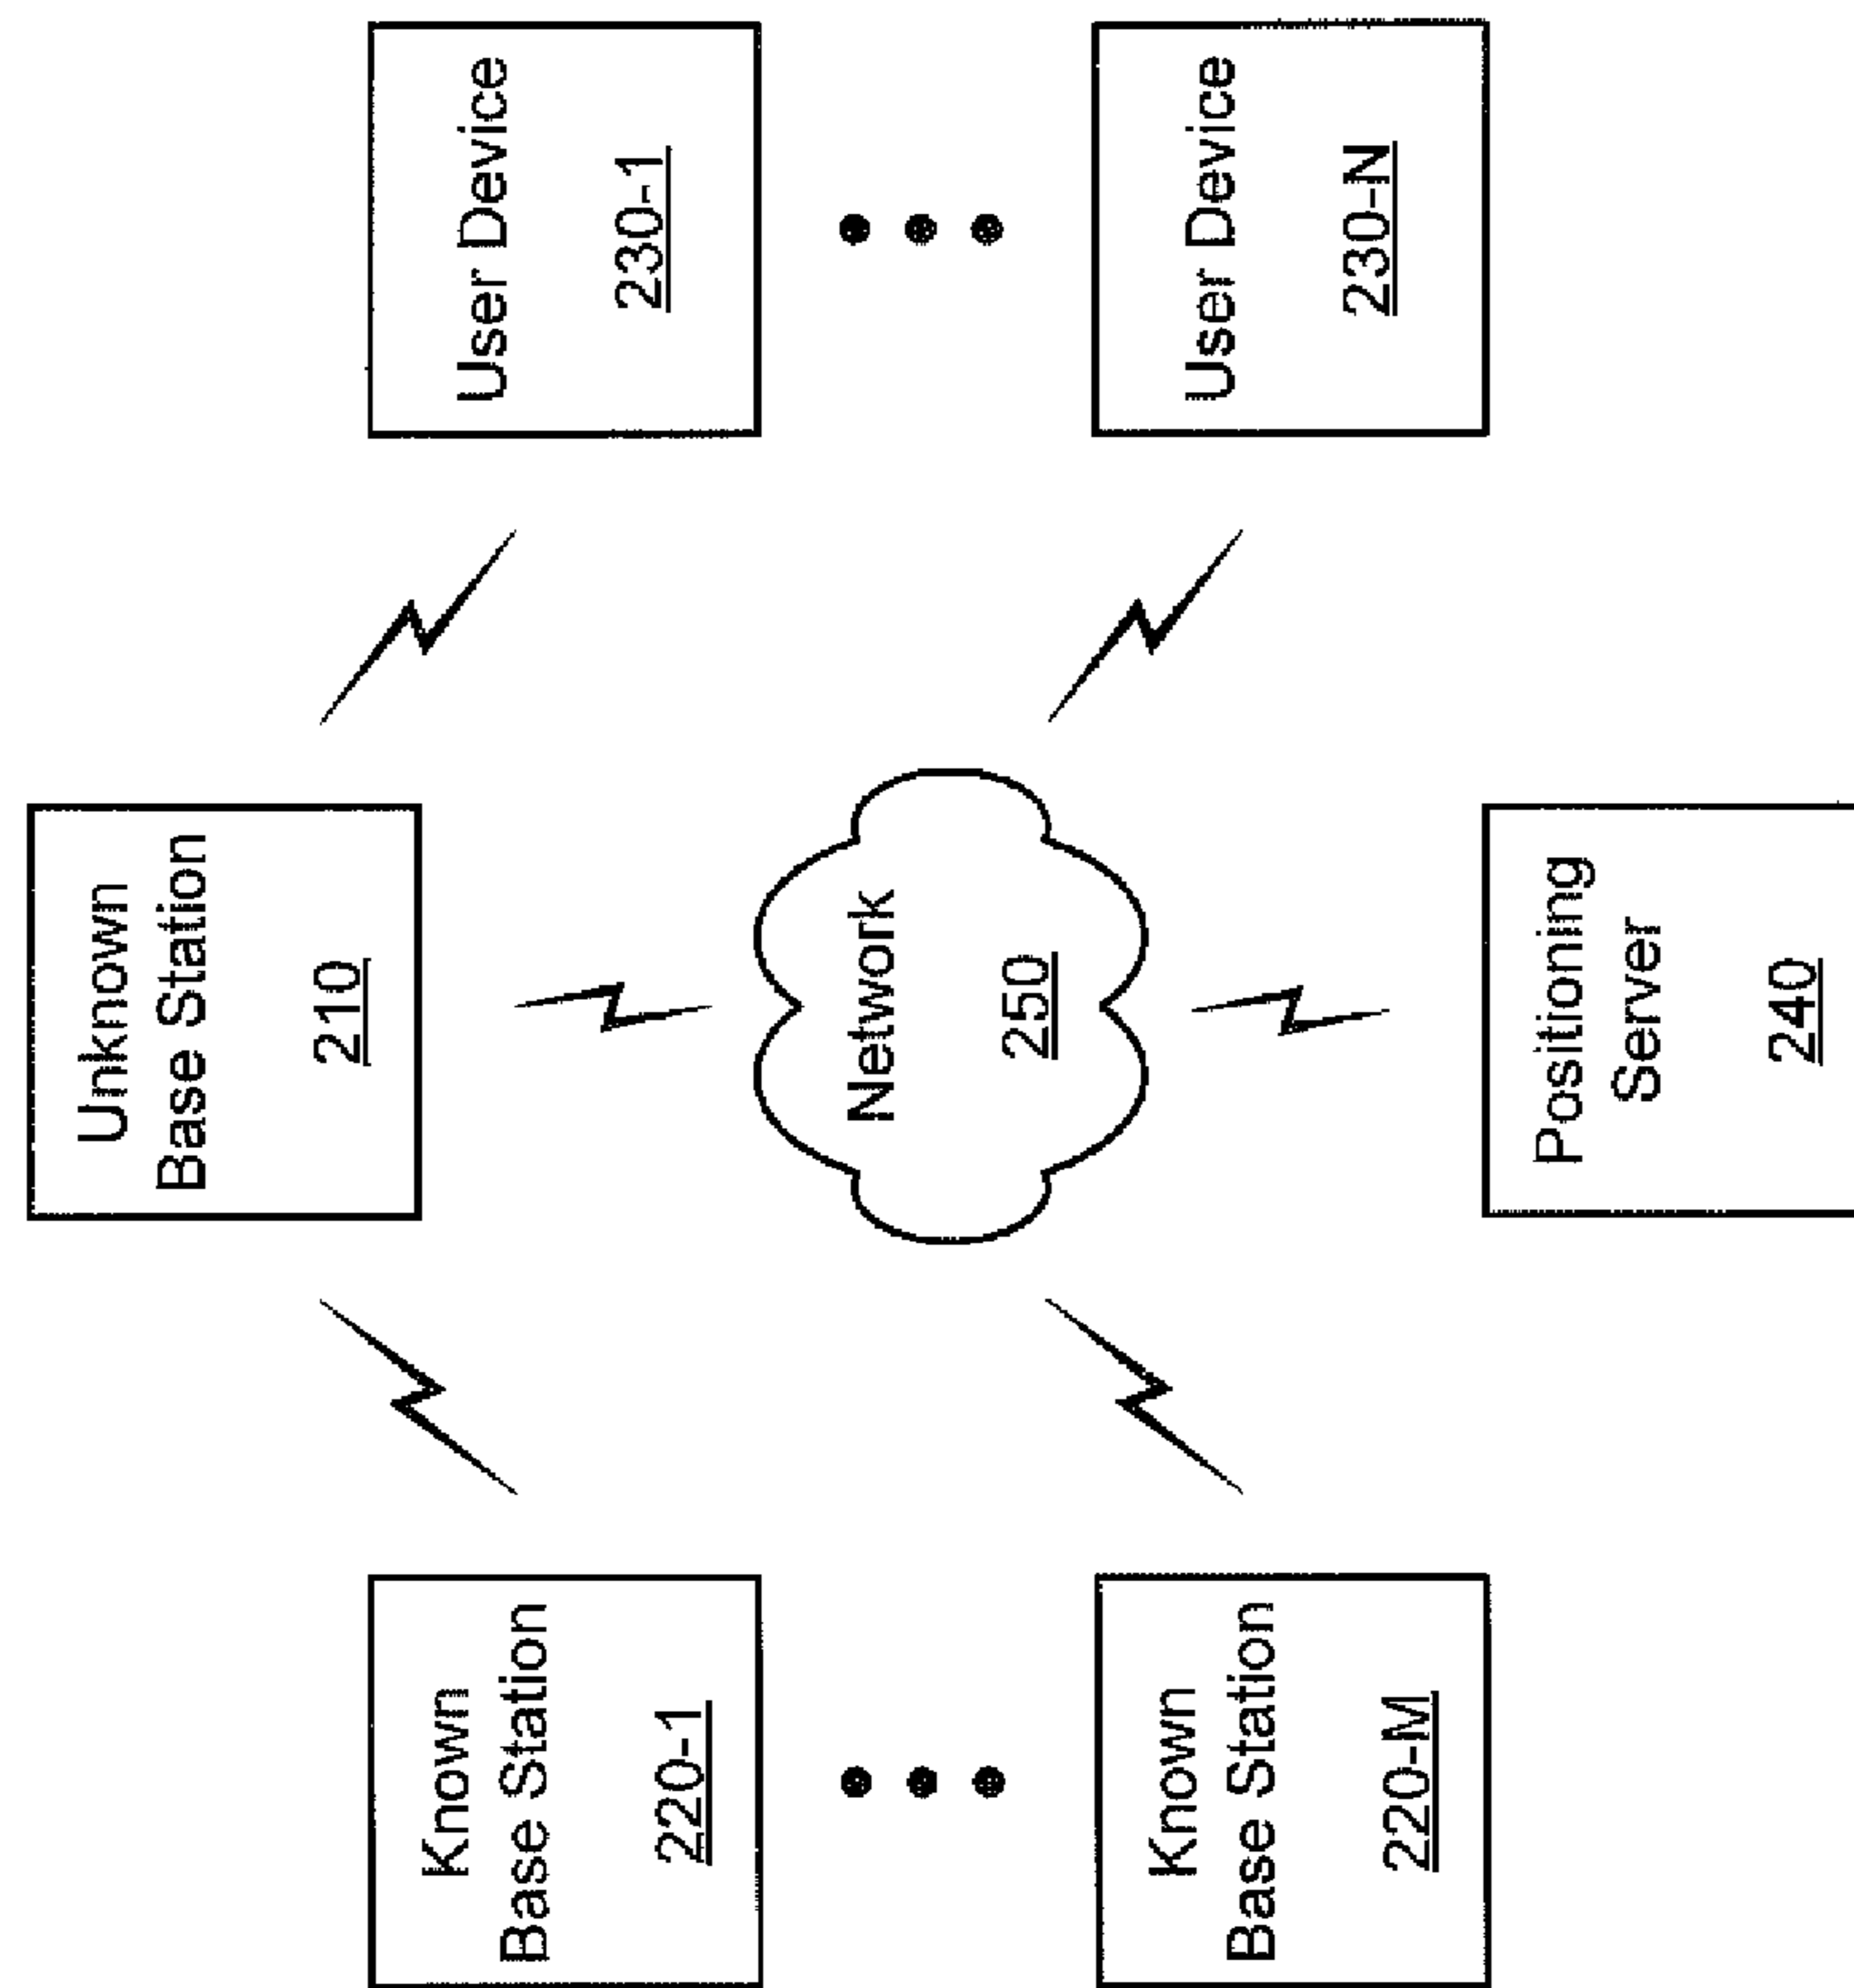 Unknown
Base Station
210
Known
Base Station
220-1
Network
250
User Device
230-1
Known
Base Station
220-M
Positioning
Server
240
User Device
230-N